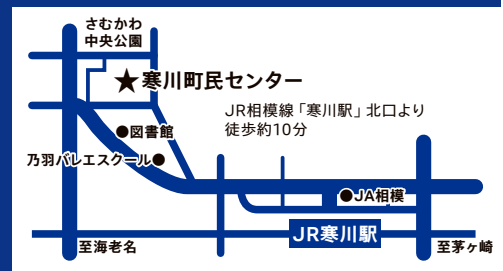 さむかわ
中央公園
★寒川町民センター
JR相模線「寒川駅」北口より
徒歩約10分
●図書館
乃羽バレエスクール●
●JA相模
JR寒川駅
至海老名
至茅ヶ崎